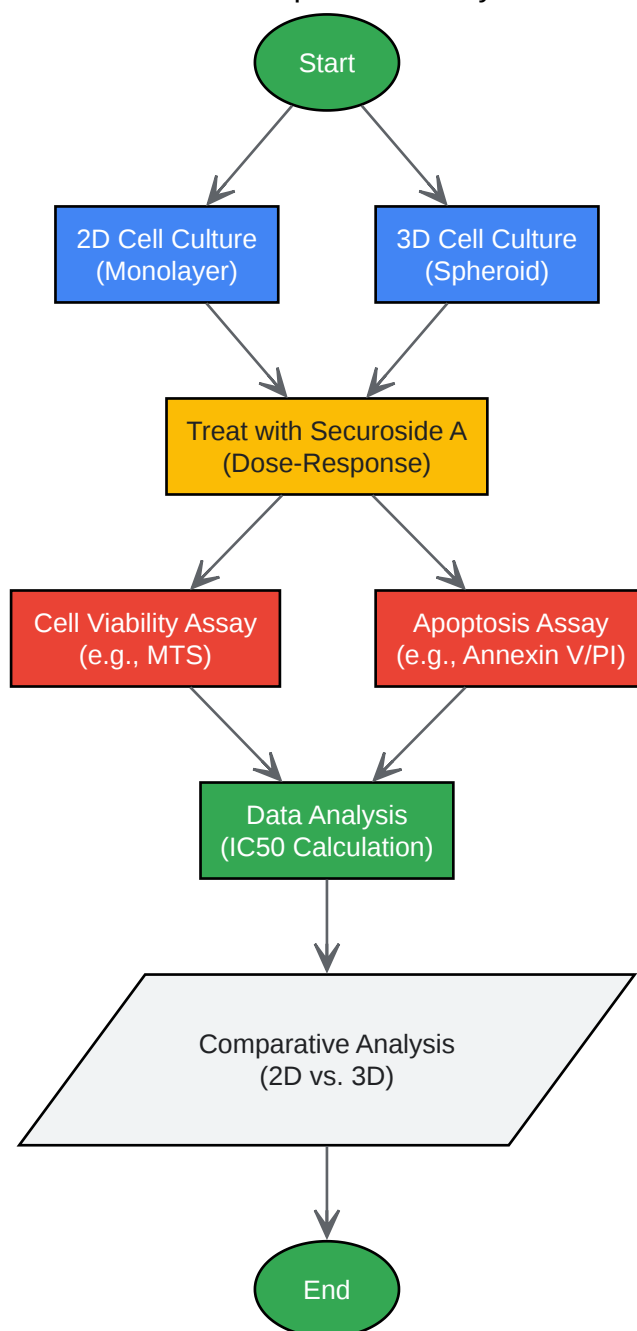 Start
2D Cell Culture
(Monolayer)
3D Cell Culture
(Spheroid)
Treat with Securoside A
(Dose-Response)
Cell Viability Assay
(e.g., MTS)
Apoptosis Assay
(e.g., Annexin V/PI)
Data Analysis
(IC50 Calculation)
Comparative Analysis
(2D vs. 3D)
End